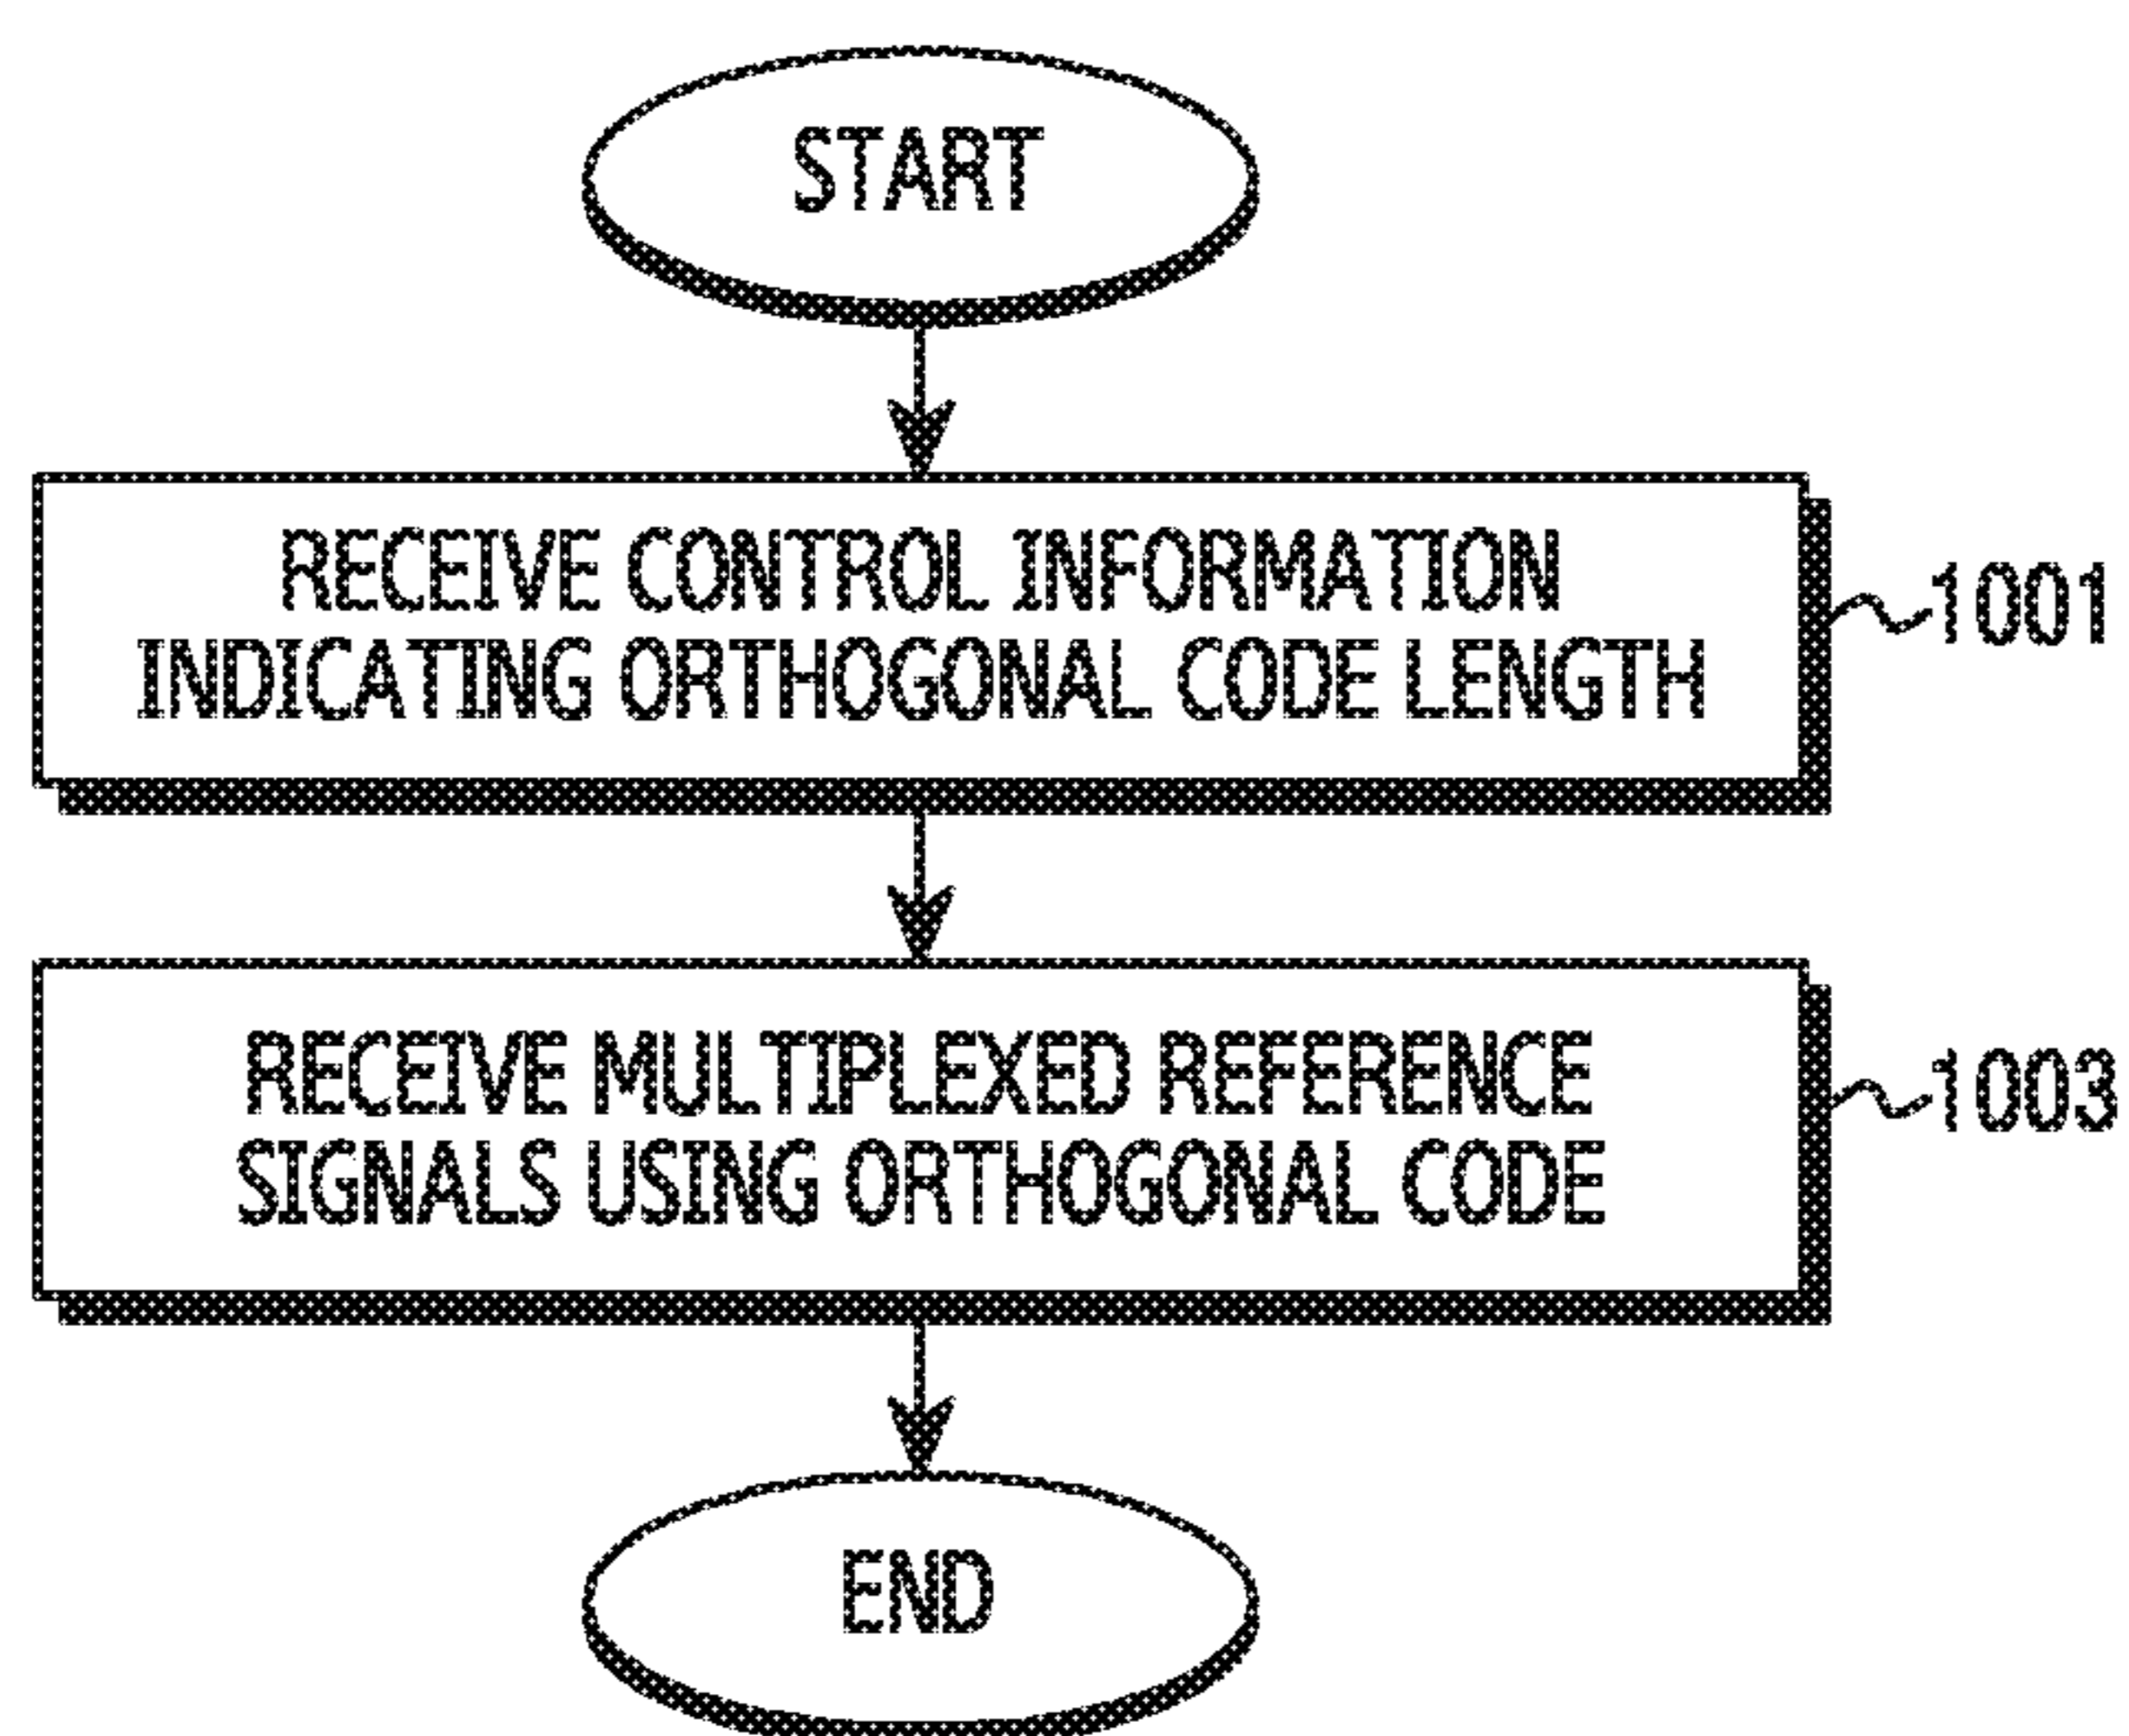 START
RECEIVE CONTROL INFORMATION
INDICATING ORTHOGONAL CODE LENGTH
1001
RECEIVE MULTIPLEXED REFERENCE
SIGNALS USING ORTHOGONAL CODE
1003
END